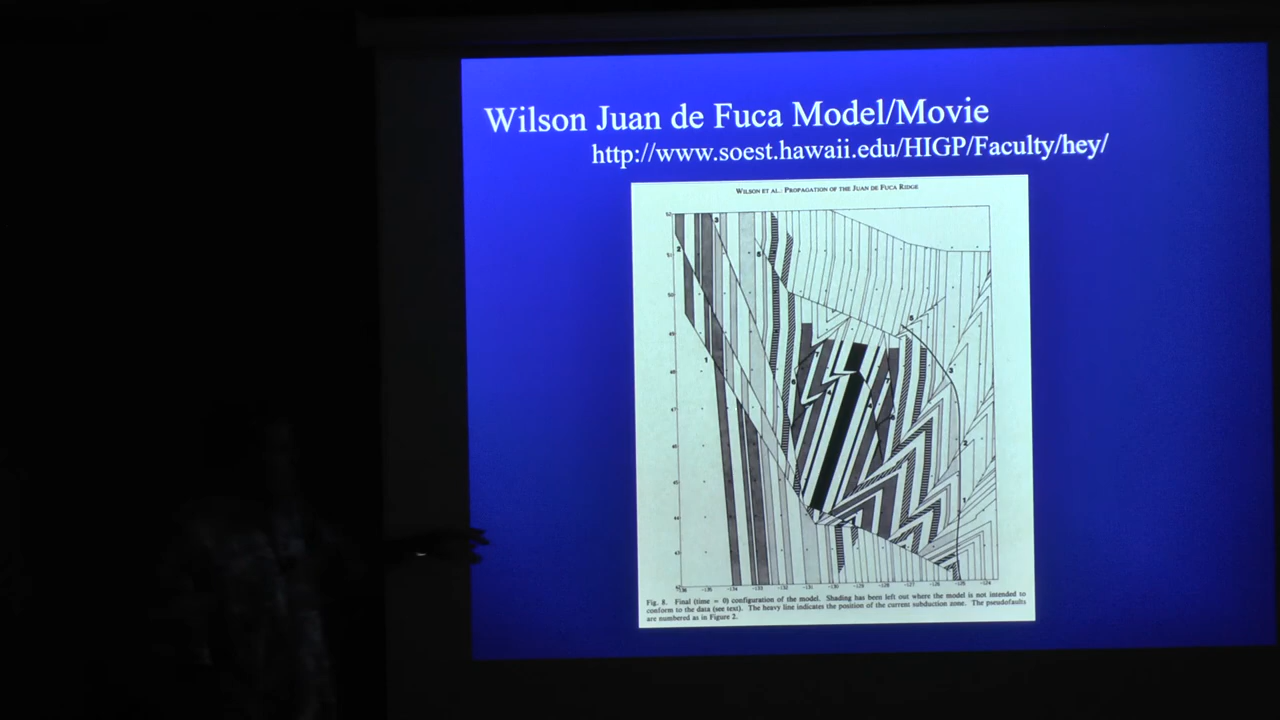 Wilson Juan de Fuca Model/Movie
http://www.soest.hawaii.edu/HIGP/Faculty/hey/
WILSON ET AL.: PROPAGATION OF THE JUAN DE FUCA RIDGE
Fig. 8. Final (time = 0) configuration of the model. Shading has been left out where the model is not intended to
conform to the data (see text). The heavy line indicates the position of the current subduction zone. The pseudofaults
are numbered as in Figure 2.